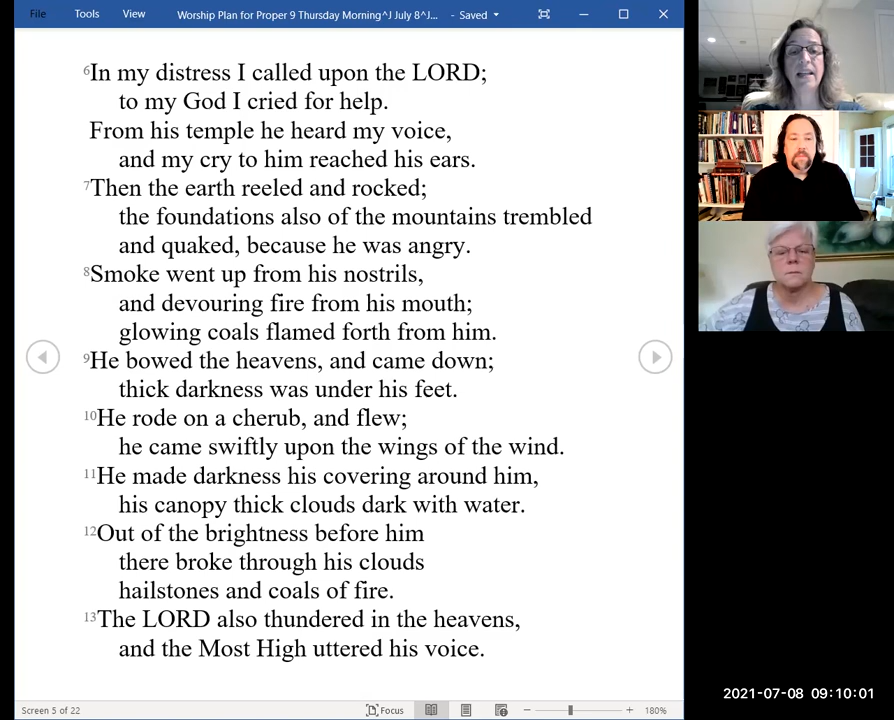 File Tools View Worship Plan for Proper 9 Thursday Morning^J July 8^J... - Saved
6In my distress I called upon the LORD;
to my God I cried for help.
From his temple he heard my voice,
and my cry to him reached his ears.
7Then the earth reeled and rocked;
the foundations also of the mountains trembled
and quaked, because he was angry.
8Smoke went up from his nostrils,
and devouring fire from his mouth;
glowing coals flamed forth from him.
9He bowed the heavens, and came down;
thick darkness was under his feet.
10He rode on a cherub, and flew;
he came swiftly upon the wings of the wind.
11He made darkness his covering around him,
his canopy thick clouds dark with water.
12Out of the brightness before him
there broke through his clouds
hailstones and coals of fire.
13The LORD also thundered in the heavens,
and the Most High uttered his voice.
2021-07-08 09:10:01
Screen 5 of 22 Focus 180%